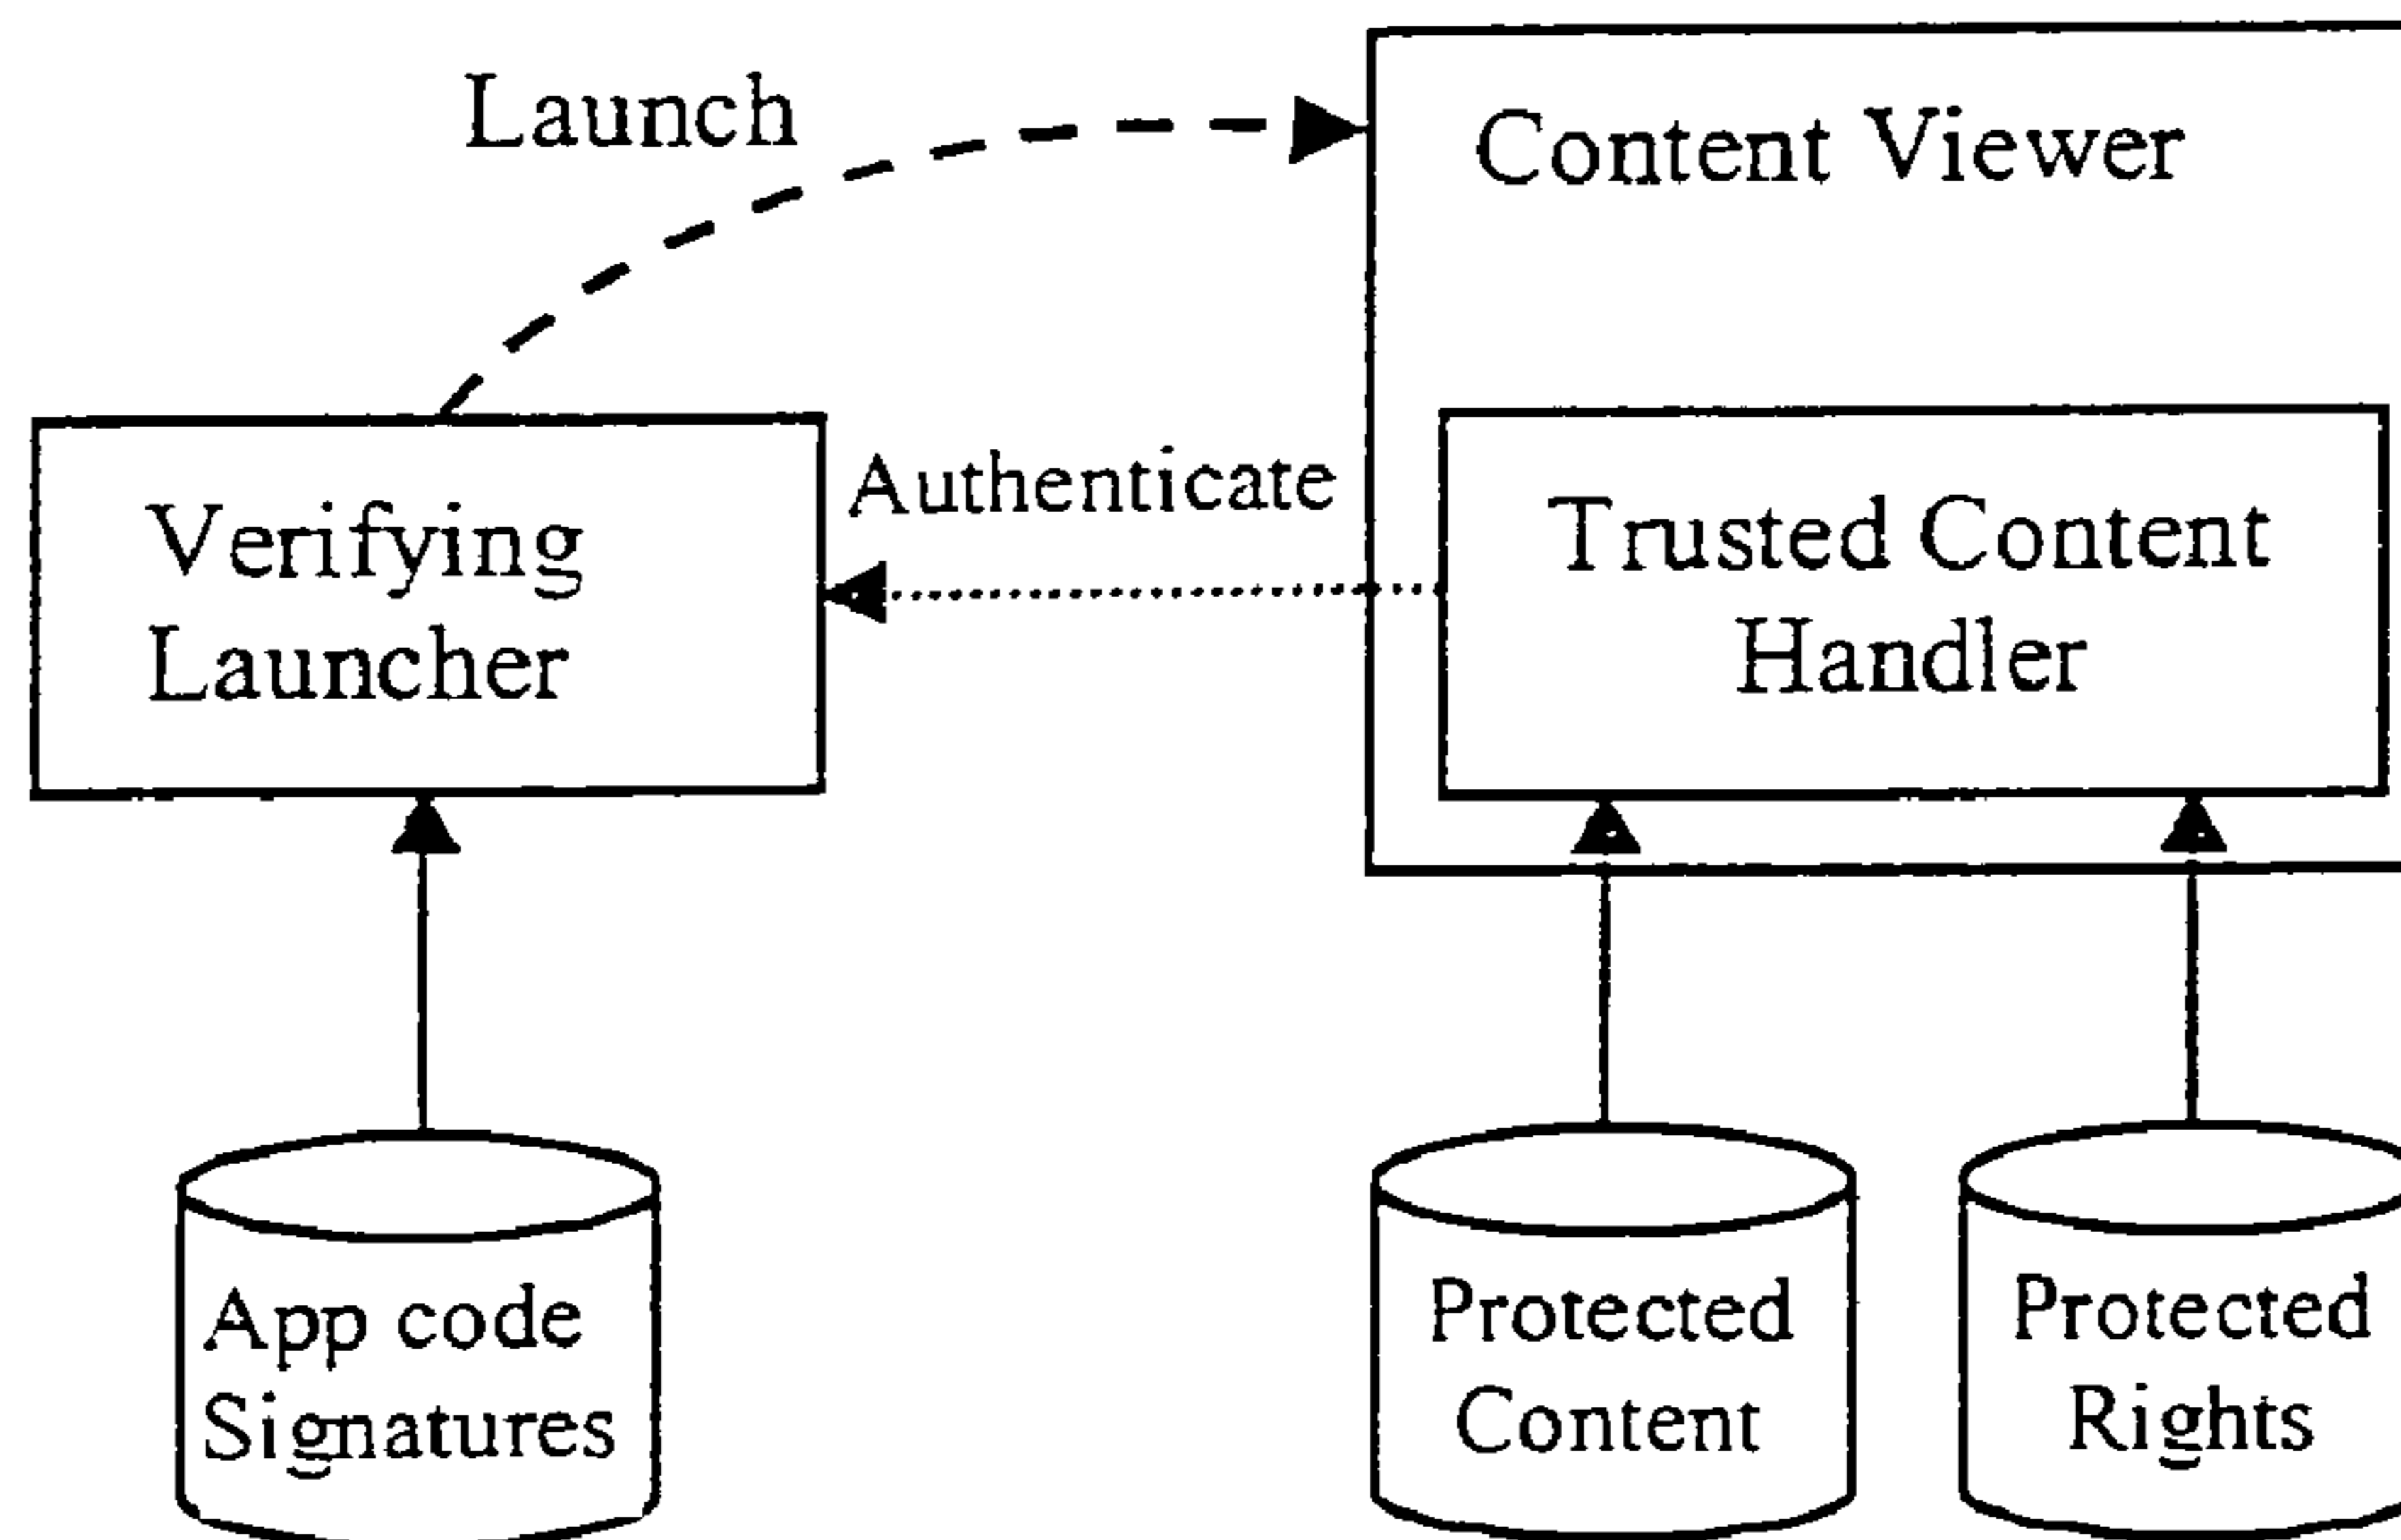 Launch
Content Viewer
Authenticate
Verifying
Launcher
Trusted Content
Handler
App code
Signatures
Protected
Content
Protected
Rights